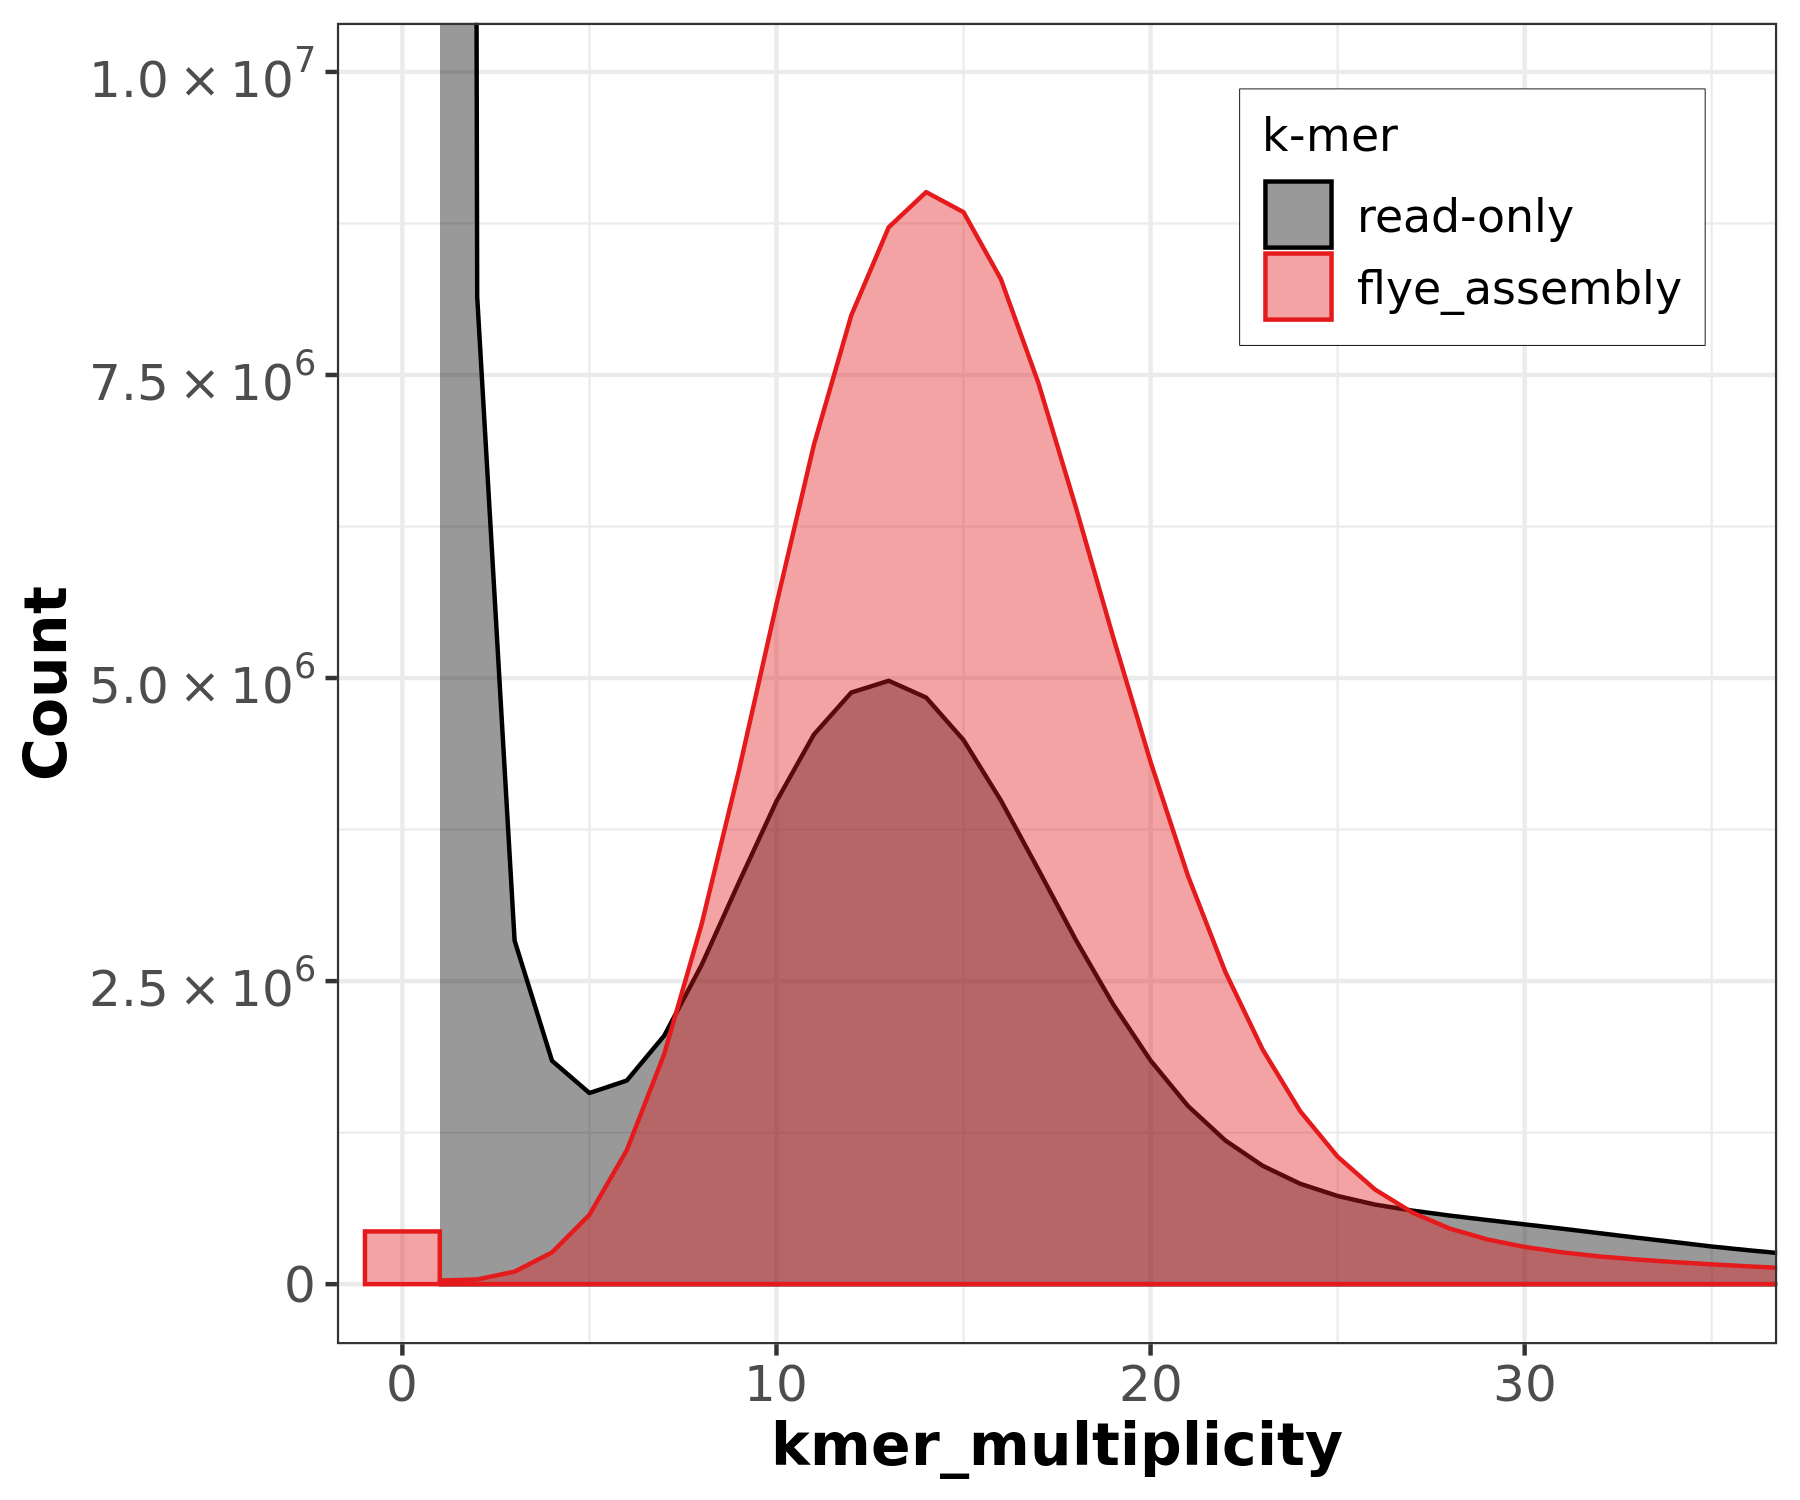 1.0 × 10⁷
7.5 × 10⁶
5.0 × 10⁶
2.5 × 10⁶
0
Count
k-mer
read-only
flye_assembly
0 10 20 30
kmer_multiplicity